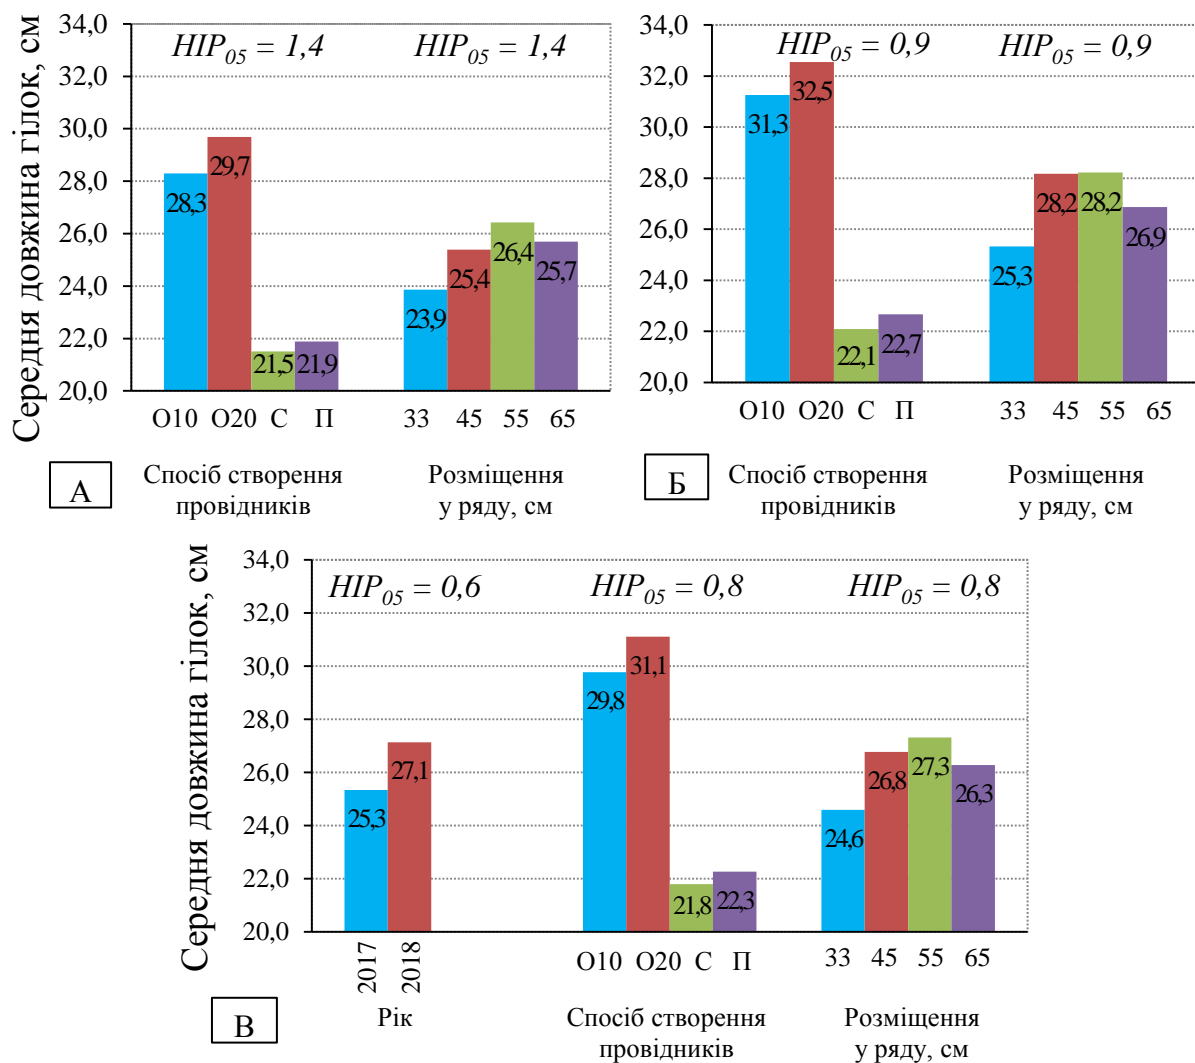 Середня довжина гілок, см
34,0
32,0
30,0
28,0
26,0
24,0
22,0
20,0
НІР05 = 1,4
НІР05 = 1,4
28,3
29,7
21,5
21,9
23,9
25,4
26,4
25,7
О10 О20 С П
33 45 55 65
А
Спосіб створення
провідників
Розміщення
у ряду, см
34,0
32,0
30,0
28,0
26,0
24,0
22,0
20,0
НІР05 = 0,9
НІР05 = 0,9
31,3
32,5
22,1
22,7
25,3
28,2
28,2
26,9
О10 О20 С П
33 45 55 65
Б
Спосіб створення
провідників
Розміщення
у ряду, см
Середня довжина гілок, см
34,0
32,0
30,0
28,0
26,0
24,0
22,0
20,0
НІР05 = 0,6
НІР05 = 0,8
НІР05 = 0,8
25,3
27,1
29,8
31,1
21,8
22,3
24,6
26,8
27,3
26,3
2017
2018
О10 О20 С П
33 45 55 65
В
Рік
Спосіб створення
провідників
Розміщення
у ряду, см